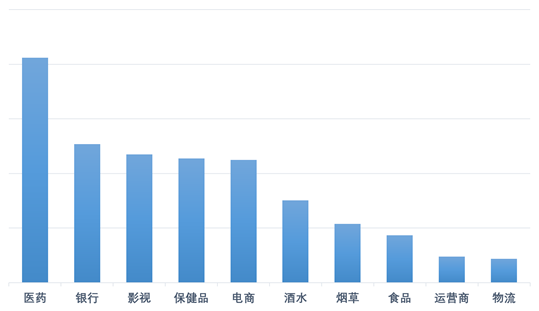 医药 银行 影视 保健品 电商 酒水 烟草 食品 运营商 物流